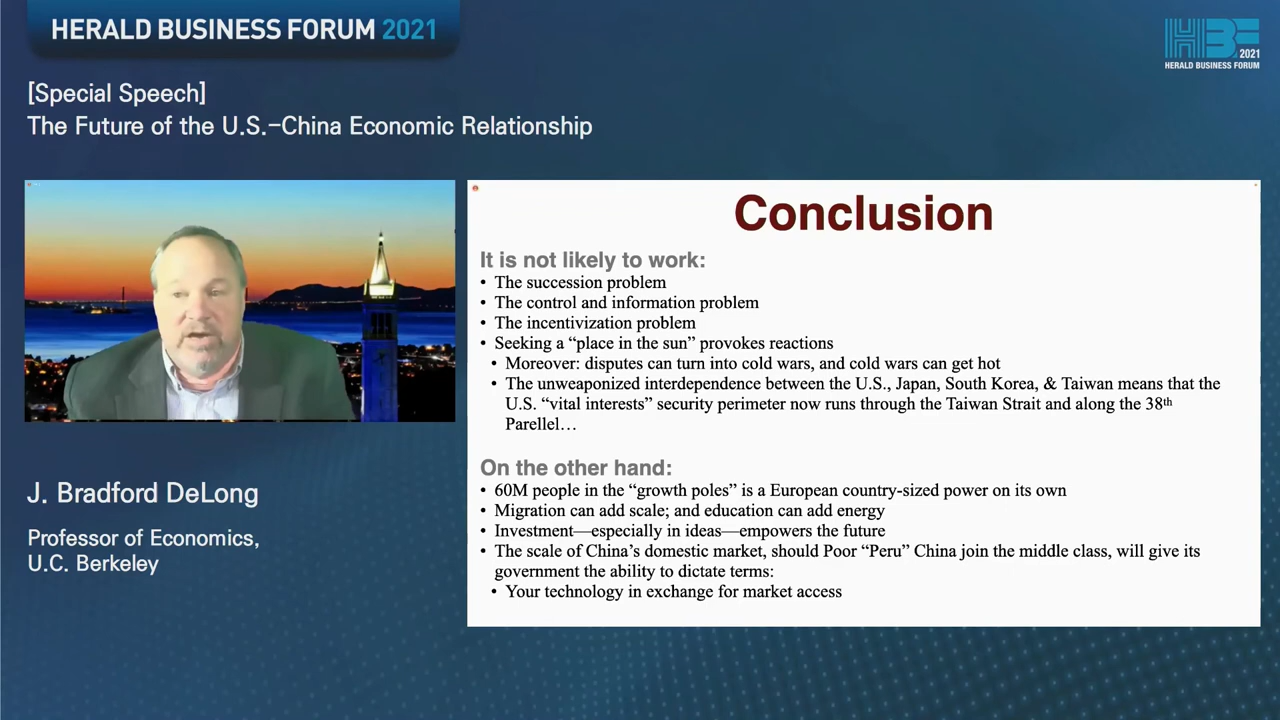 HERALD BUSINESS FORUM 2021
HBF 2021
HERALD BUSINESS FORUM
[Special Speech]
The Future of the U.S.-China Economic Relationship
Conclusion
It is not likely to work:
• The succession problem
• The control and information problem
• The incentivization problem
• Seeking a “place in the sun” provokes reactions
• Moreover: disputes can turn into cold wars, and cold wars can get hot
• The unweaponized interdependence between the U.S., Japan, South Korea, & Taiwan means that the
U.S. “vital interests” security perimeter now runs through the Taiwan Strait and along the 38th
Parellel…
On the other hand:
• 60M people in the “growth poles” is a European country-sized power on its own
• Migration can add scale; and education can add energy
• Investment—especially in ideas—empowers the future
• The scale of China’s domestic market, should Poor “Peru” China join the middle class, will give its
government the ability to dictate terms:
• Your technology in exchange for market access
J. Bradford DeLong
Professor of Economics,
U.C. Berkeley